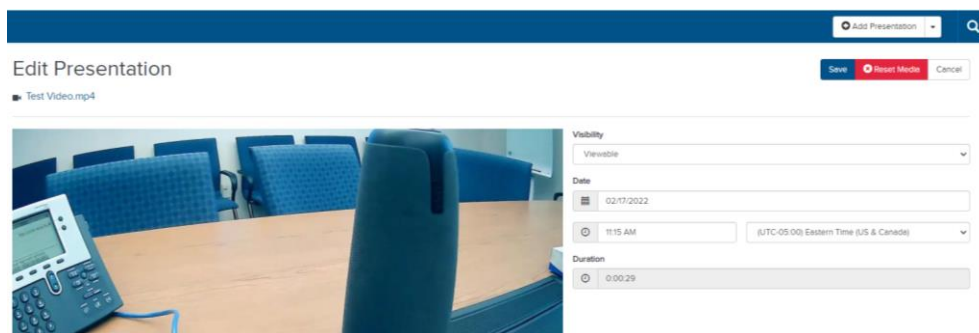 Add Presentation
Edit Presentation
Save Reset Media Cancel
Test Video.mp4
Visibility
Viewable
Date
02/17/2022
11:15 AM (UTC-05:00) Eastern Time (US & Canada)
Duration
0:00:29